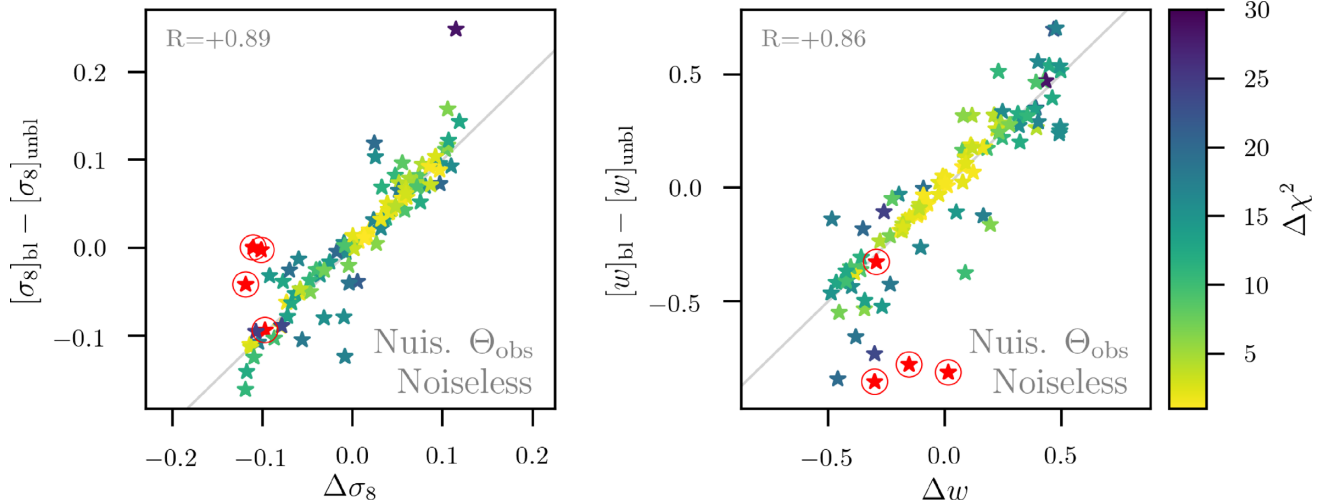 R=+0.89
0.2
0.1
0.0
−0.1
[σ₈]bl − [σ₈]unbl
Nuis. Θobs
Noiseless
−0.2 −0.1 0.0 0.1 0.2
Δσ₈
R=+0.86
0.5
0.0
−0.5
[w]bl − [w]unbl
Nuis. Θobs
Noiseless
−0.5 0.0 0.5
Δw
30
25
20
15
10
5
Δχ²